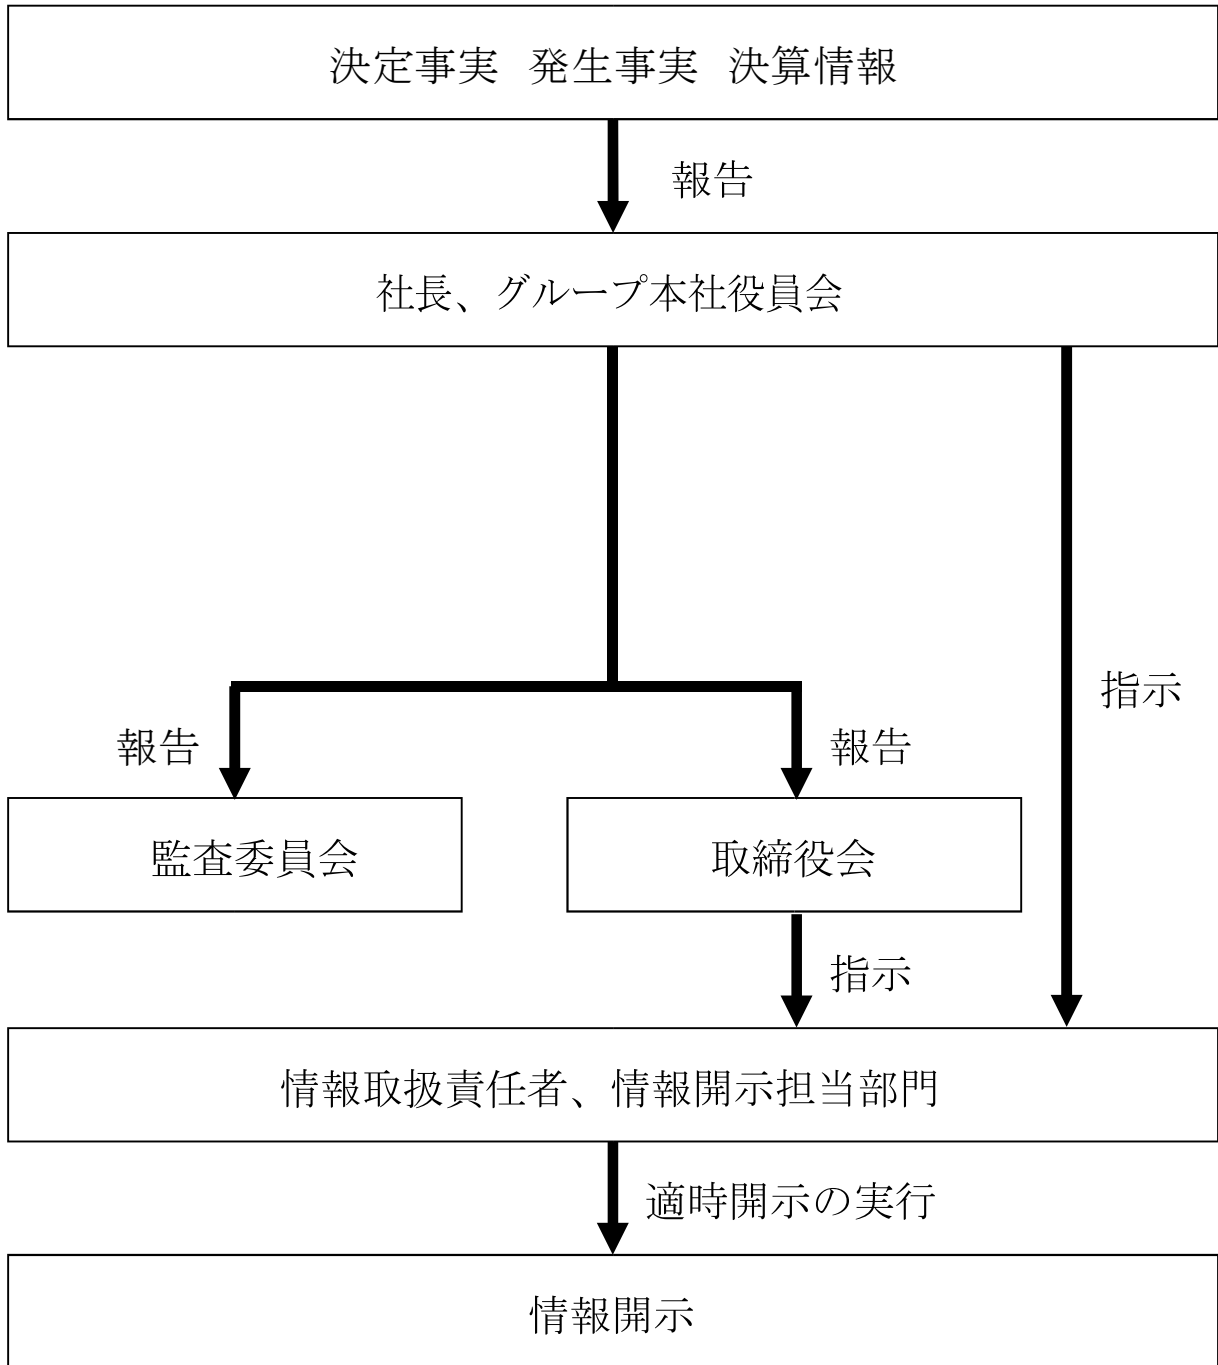 決定事実 発生事実 決算情報
報告
社長、グループ本社役員会
指示
報告
報告
監査委員会
取締役会
指示
情報取扱責任者、情報開示担当部門
適時開示の実行
情報開示